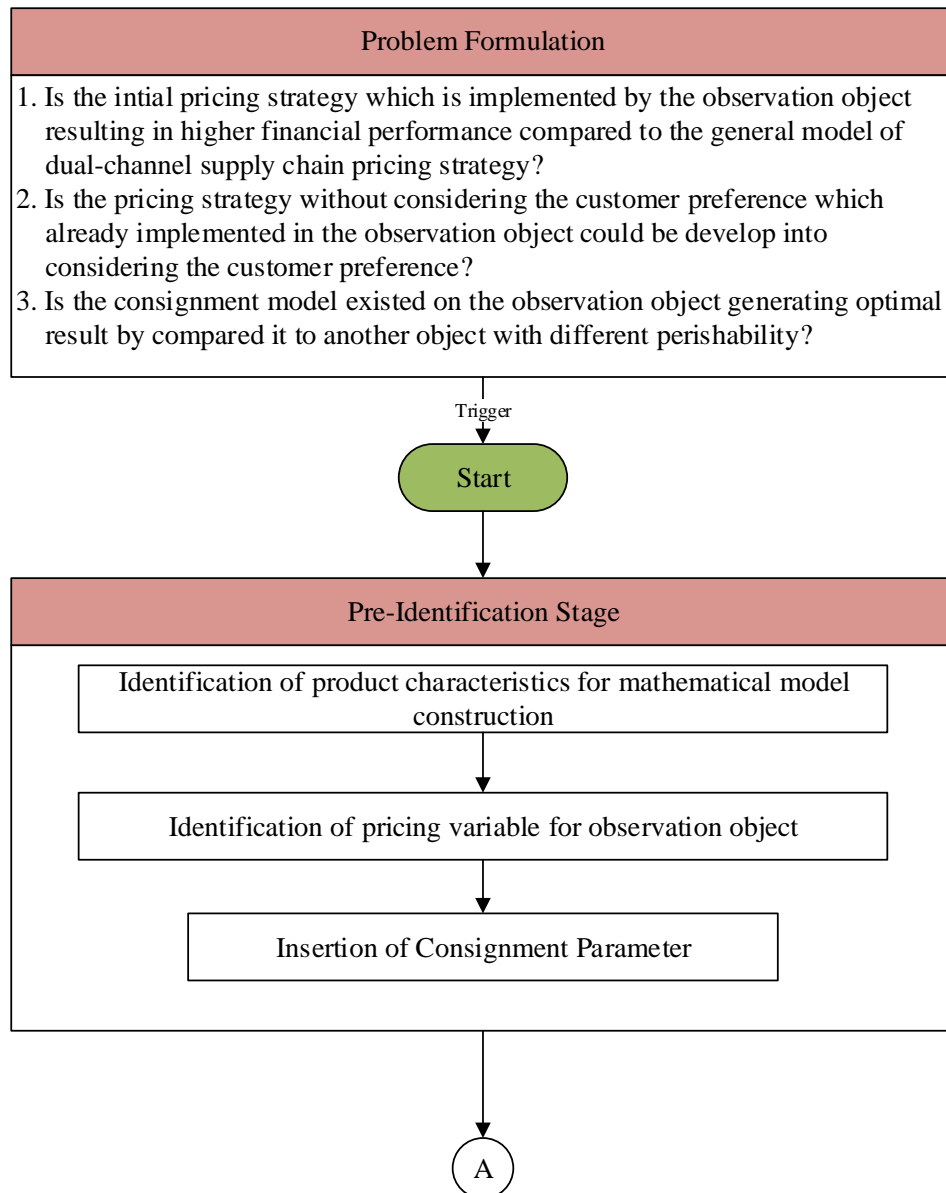 Problem Formulation
1. Is the intial pricing strategy which is implemented by the observation object
resulting in higher financial performance compared to the general model of
dual-channel supply chain pricing strategy?
2. Is the pricing strategy without considering the customer preference which
already implemented in the observation object could be develop into
considering the customer preference?
3. Is the consignment model existed on the observation object generating optimal
result by compared it to another object with different perishability?
Trigger
Start
Pre-Identification Stage
Identification of product characteristics for mathematical model
construction
Identification of pricing variable for observation object
Insertion of Consignment Parameter
A